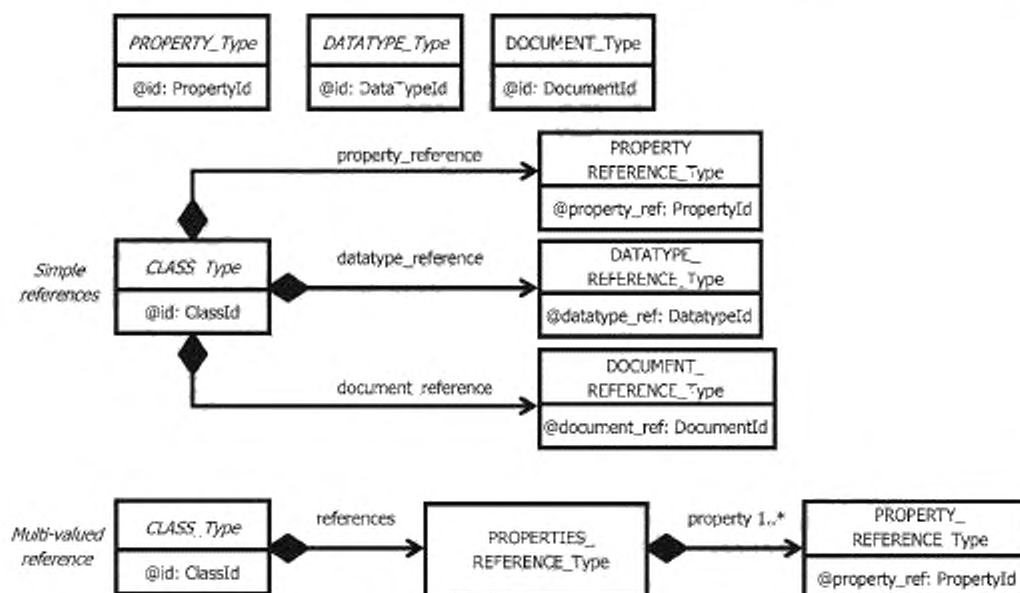 PROPERTY_Type
DATATYPE_Type
DOCUMENT_Type
@id: PropertyId
@id: DataTypeId
@id: DocumentId
property_reference
PROPERTY
REFERENCE_Type
@property_ref: PropertyId
Simple
references
CLASS_Type
@id: ClassId
datatype_reference
DATATYPE_
REFERENCE_Type
@datatype_ref: DatatypeId
document_reference
DOCUMENT_
REFERENCE_Type
@document_ref: DocumentId
Multi-valued
reference
CLASS_Type
@id: ClassId
references
PROPERTIES_
REFERENCE_Type
property 1..*
PROPERTY_
REFERENCE_Type
@property_ref: PropertyId